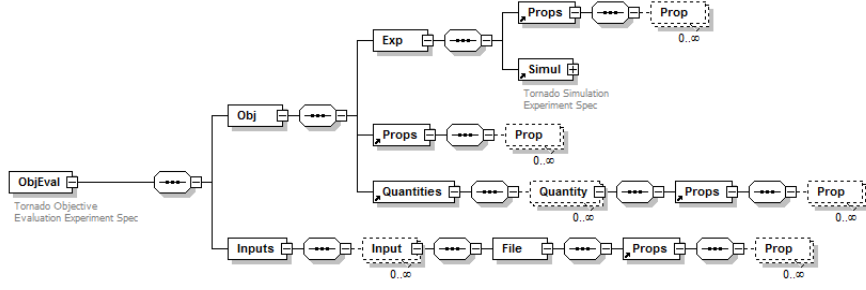 Props
Prop
0..∞
Exp
Simul
Tornado Simulation
Experiment Spec
Obj
Props
Prop
0..∞
ObjEval
Tornado Objective
Evaluation Experiment Spec
Quantities
Quantity
0..∞
Props
Prop
0..∞
Inputs
Input
0..∞
File
Props
Prop
0..∞